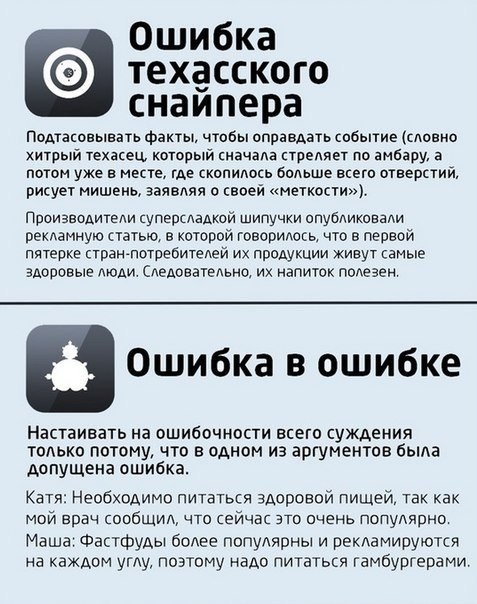 Ошибка
техасского
снайпера
Подтасовывать факты, чтобы оправдать событие (словно
хитрый техасец, который сначала стреляет по амбару, а
потом уже в месте, где скопилось больше всего отверстий,
рисует мишень, заявляя о своей «меткости»).
Производители суперсладкой шипучки опубликовали
рекламную статью, в которой говорилось, что в первой
пятерке стран-потребителей их продукции живут самые
здоровые люди. Следовательно, их напиток полезен.
Ошибка в ошибке
Настаивать на ошибочности всего суждения
только потому, что в одном из аргументов была
допущена ошибка.
Катя: Необходимо питаться здоровой пищей, так как
мой врач сообщил, что сейчас это очень популярно.
Маша: Фастфуды более популярны и рекламируются
на каждом углу, поэтому надо питаться гамбургерами.